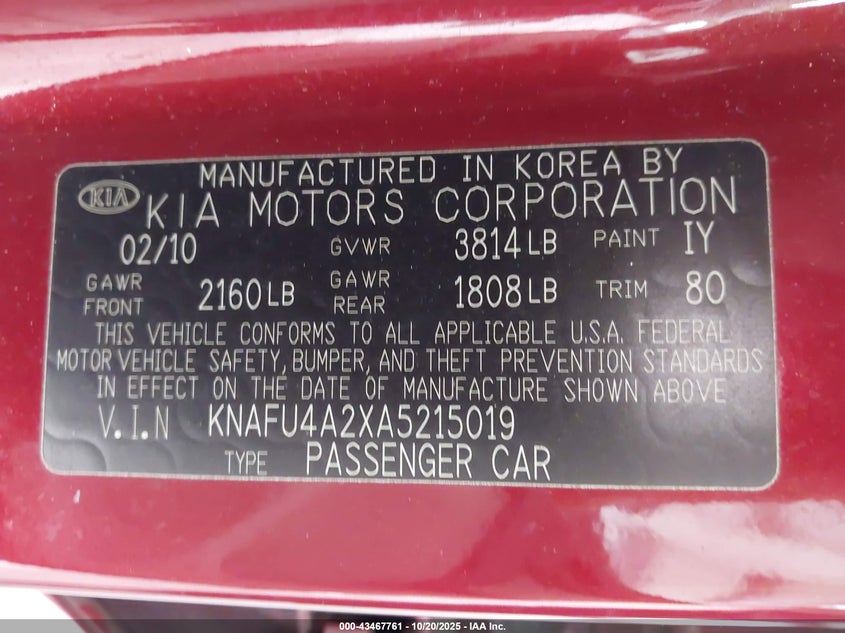 MANUFACTURED IN KOREA BY
KIA KIA MOTORS CORPORATION
02/10 GVWR 3814 LB PAINT IY
GAWR FRONT 2160 LB GAWR REAR 1808 LB TRIM 80
THIS VEHICLE CONFORMS TO ALL APPLICABLE U.S.A. FEDERAL
MOTOR VEHICLE SAFETY, BUMPER, AND THEFT PREVENTION STANDARDS
IN EFFECT ON THE DATE OF MANUFACTURE SHOWN ABOVE
V.I.N KNAFU4A2XA5215019
TYPE PASSENGER CAR
000-43467761 - 10/20/2025 - IAA Inc.